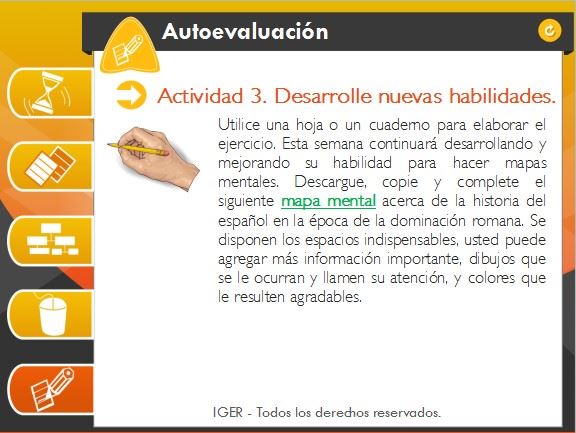 Autoevaluación
Actividad 3. Desarrolle nuevas habilidades.
Utilice una hoja o un cuaderno para elaborar el
ejercicio. Esta semana continuará desarrollando y
mejorando su habilidad para hacer mapas
mentales. Descargue, copie y complete el
siguiente mapa mental acerca de la historia del
español en la época de la dominación romana. Se
disponen los espacios indispensables, usted puede
agregar más información importante, dibujos que
se le ocurran y llamen su atención, y colores que
le resulten agradables.
IGER - Todos los derechos reservados.